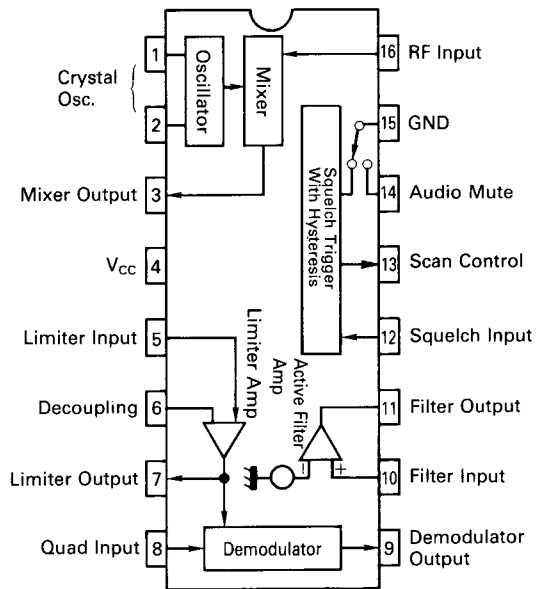 1
16
RF Input
Crystal
Osc.
Oscillator
Mixer
2
15
GND
Mixer Output
3
Squelch Trigger
With Hysteresis
14
Audio Mute
VCC
4
13
Scan Control
Limiter Input
5
12
Squelch Input
Limiter Amp
Active Filter
Amp
Decoupling
6
11
Filter Output
Limiter Output
7
−
+
10
Filter Input
Quad Input
8
Demodulator
9
Demodulator
Output